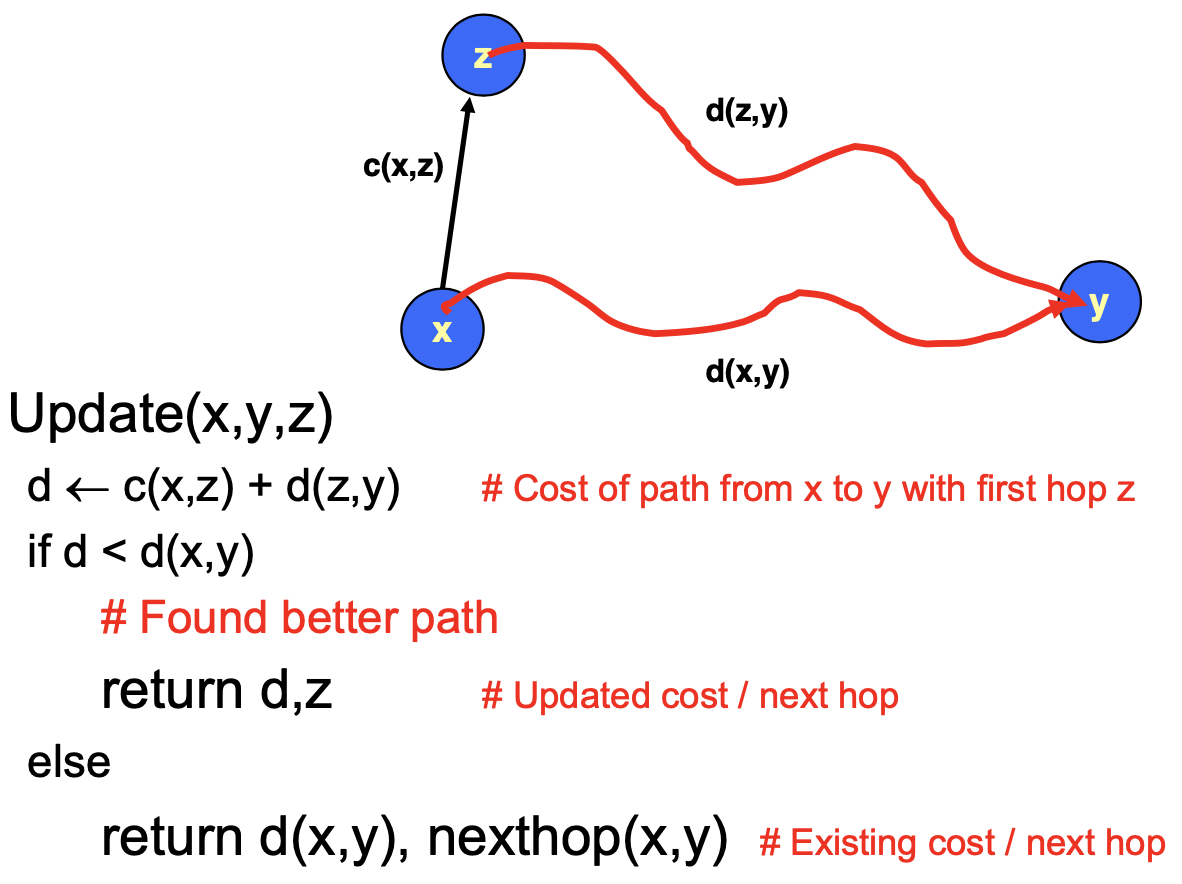 z
d(z,y)
c(x,z)
x
y
d(x,y)
Update(x,y,z)
d ← c(x,z) + d(z,y) # Cost of path from x to y with first hop z
if d < d(x,y)
# Found better path
return d,z # Updated cost / next hop
else
return d(x,y), nexthop(x,y) # Existing cost / next hop